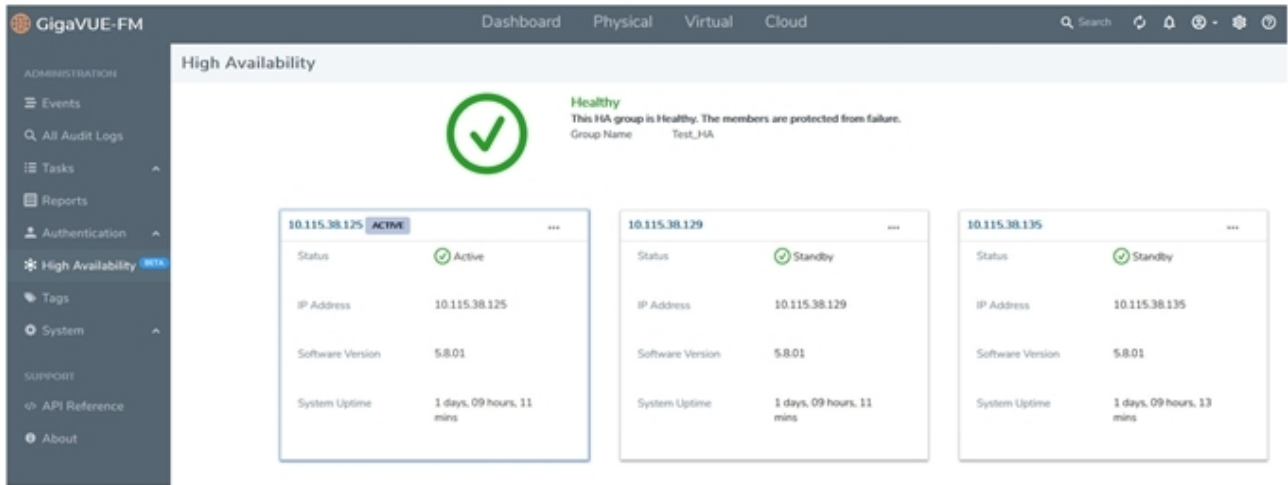 GigaVUE-FM
Dashboard Physical Virtual Cloud
Search
ADMINISTRATION
Events
All Audit Logs
Tasks
Reports
Authentication
High Availability BETA
Tags
System
SUPPORT
API Reference
About
High Availability
Healthy
This HA group is Healthy. The members are protected from failure.
Group Name Test_HA
10.115.38.125 ACTIVE ...
Status Active
IP Address 10.115.38.125
Software Version 5.8.01
System Uptime 1 days, 09 hours, 11
mins
10.115.38.129 ...
Status Standby
IP Address 10.115.38.129
Software Version 5.8.01
System Uptime 1 days, 09 hours, 11
mins
10.115.38.135 ...
Status Standby
IP Address 10.115.38.135
Software Version 5.8.01
System Uptime 1 days, 09 hours, 13
mins